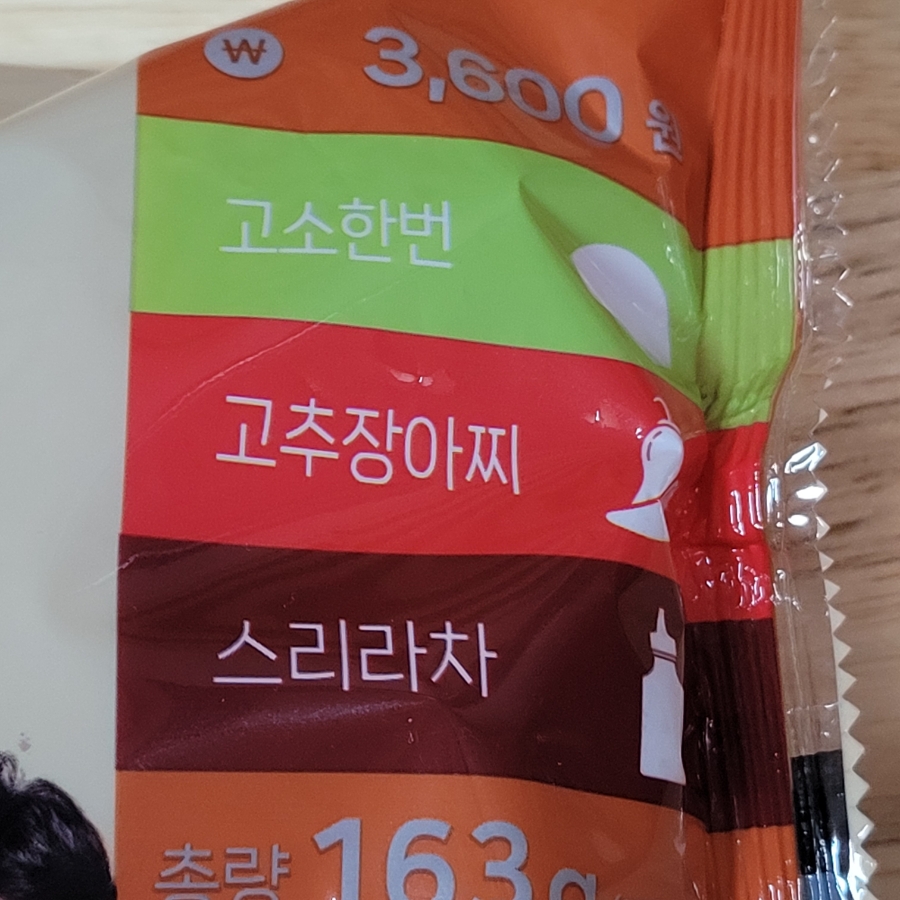 ₩ 3,600 원
고소한번
고추장아찌
스리라차
총량 163g